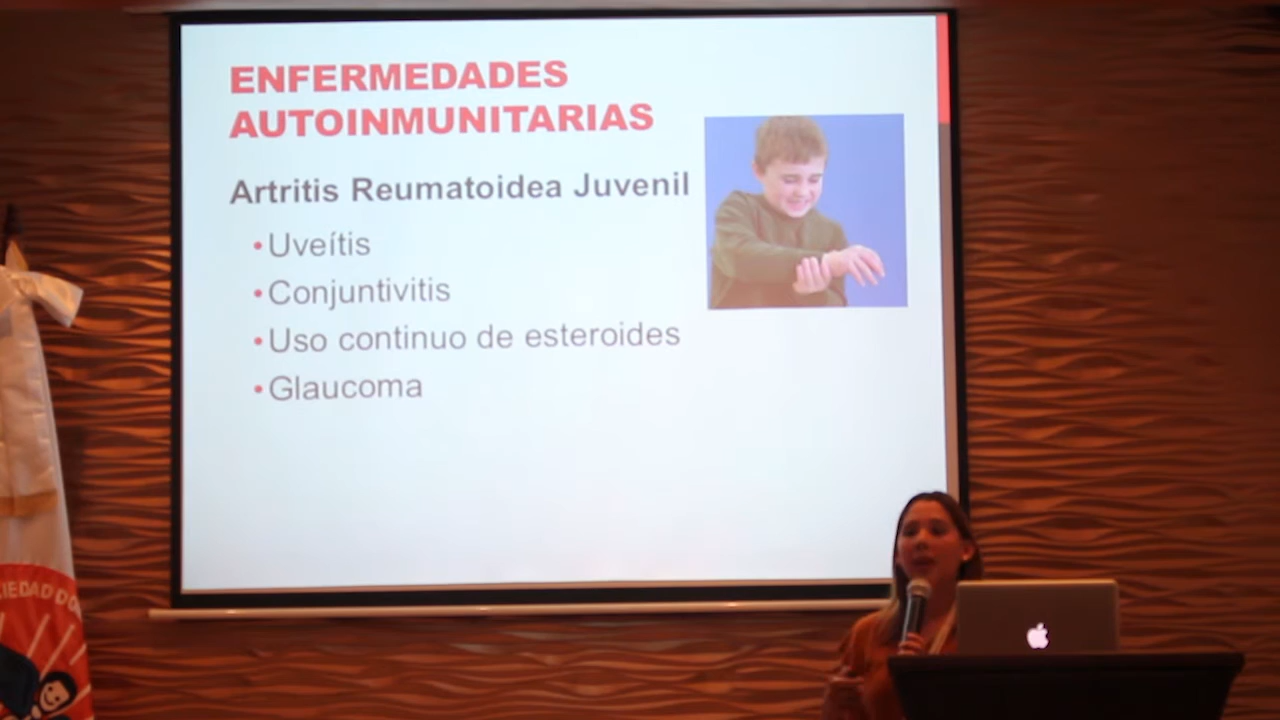 ENFERMEDADES
AUTOINMUNITARIAS
Artritis Reumatoidea Juvenil
•Uveítis
•Conjuntivitis
•Uso continuo de esteroides
•Glaucoma